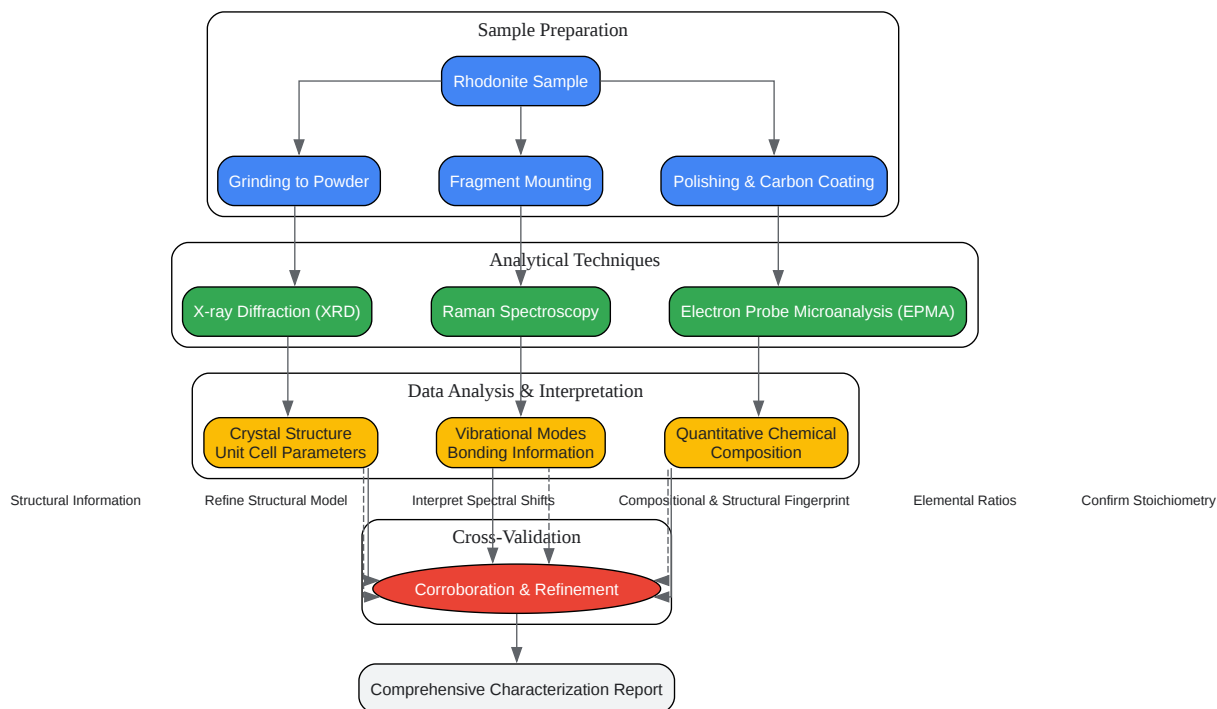 Sample Preparation
Rhodonite Sample
Grinding to Powder
Fragment Mounting
Polishing & Carbon Coating
Analytical Techniques
X-ray Diffraction (XRD)
Raman Spectroscopy
Electron Probe Microanalysis (EPMA)
Data Analysis & Interpretation
Crystal Structure
Unit Cell Parameters
Vibrational Modes
Bonding Information
Quantitative Chemical
Composition
Structural Information
Refine Structural Model
Interpret Spectral Shifts
Compositional & Structural Fingerprint
Elemental Ratios
Confirm Stoichiometry
Cross-Validation
Corroboration & Refinement
Comprehensive Characterization Report